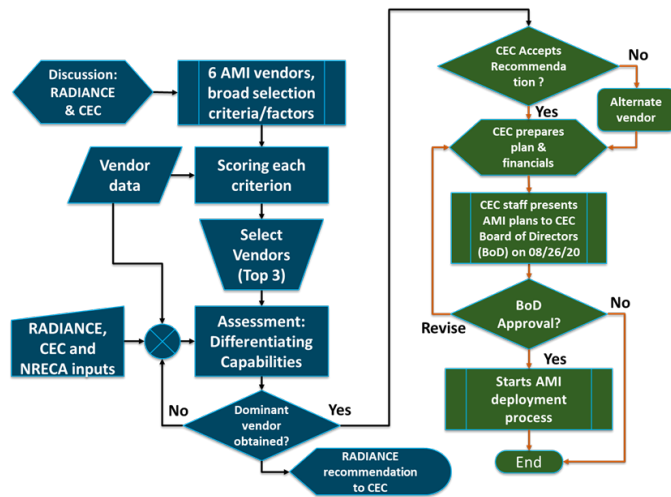 Discussion:
RADIANCE
& CEC
6 AMI vendors,
broad selection
criteria/factors
Vendor
data
Scoring each
criterion
Select
Vendors
(Top 3)
RADIANCE,
CEC and
NRECA inputs
Assessment:
Differentiating
Capabilities
No
Dominant
vendor
obtained?
Yes
RADIANCE
recommendation
to CEC
CEC Accepts
Recommenda
tion ?
No
Alternate
vendor
Yes
CEC prepares
plan &
financials
CEC staff presents
AMI plans to CEC
Board of Directors
(BoD) on 08/26/20
BoD
Approval?
No
Revise
Yes
Starts AMI
deployment
process
End